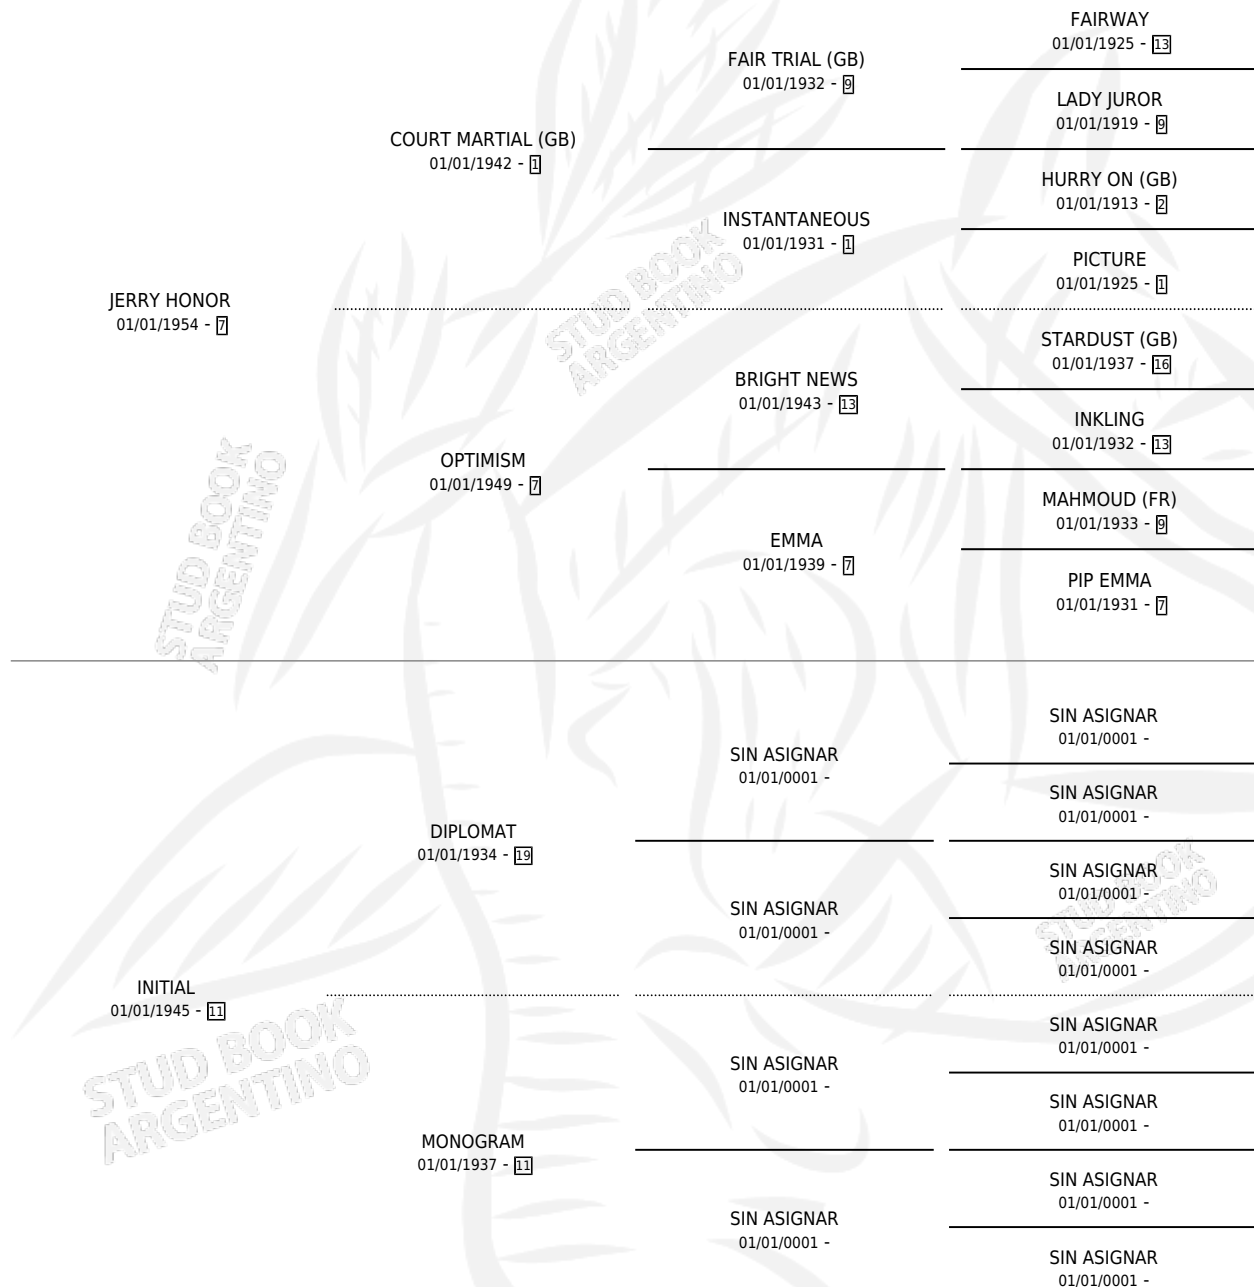 FAIRWAY
01/01/1925 - 13
FAIR TRIAL (GB)
01/01/1932 - 9
LADY JUROR
01/01/1919 - 9
COURT MARTIAL (GB)
01/01/1942 - 1
HURRY ON (GB)
01/01/1913 - 2
INSTANTANEOUS
01/01/1931 - 1
PICTURE
01/01/1925 - 1
JERRY HONOR
01/01/1954 - 7
STARDUST (GB)
01/01/1937 - 16
BRIGHT NEWS
01/01/1943 - 13
INKLING
01/01/1932 - 13
OPTIMISM
01/01/1949 - 7
MAHMOUD (FR)
01/01/1933 - 9
EMMA
01/01/1939 - 7
PIP EMMA
01/01/1931 - 7
SIN ASIGNAR
01/01/0001 -
SIN ASIGNAR
01/01/0001 -
SIN ASIGNAR
01/01/0001 -
DIPLOMAT
01/01/1934 - 19
SIN ASIGNAR
01/01/0001 -
SIN ASIGNAR
01/01/0001 -
SIN ASIGNAR
01/01/0001 -
INITIAL
01/01/1945 - 11
SIN ASIGNAR
01/01/0001 -
SIN ASIGNAR
01/01/0001 -
SIN ASIGNAR
01/01/0001 -
MONOGRAM
01/01/1937 - 11
SIN ASIGNAR
01/01/0001 -
SIN ASIGNAR
01/01/0001 -
SIN ASIGNAR
01/01/0001 -
STUD BOOK
ARGENTINO
STUD BOOK
ARGENTINO
STUD BOOK
ARGENTINO
STUD BOOK
ARGENTINO